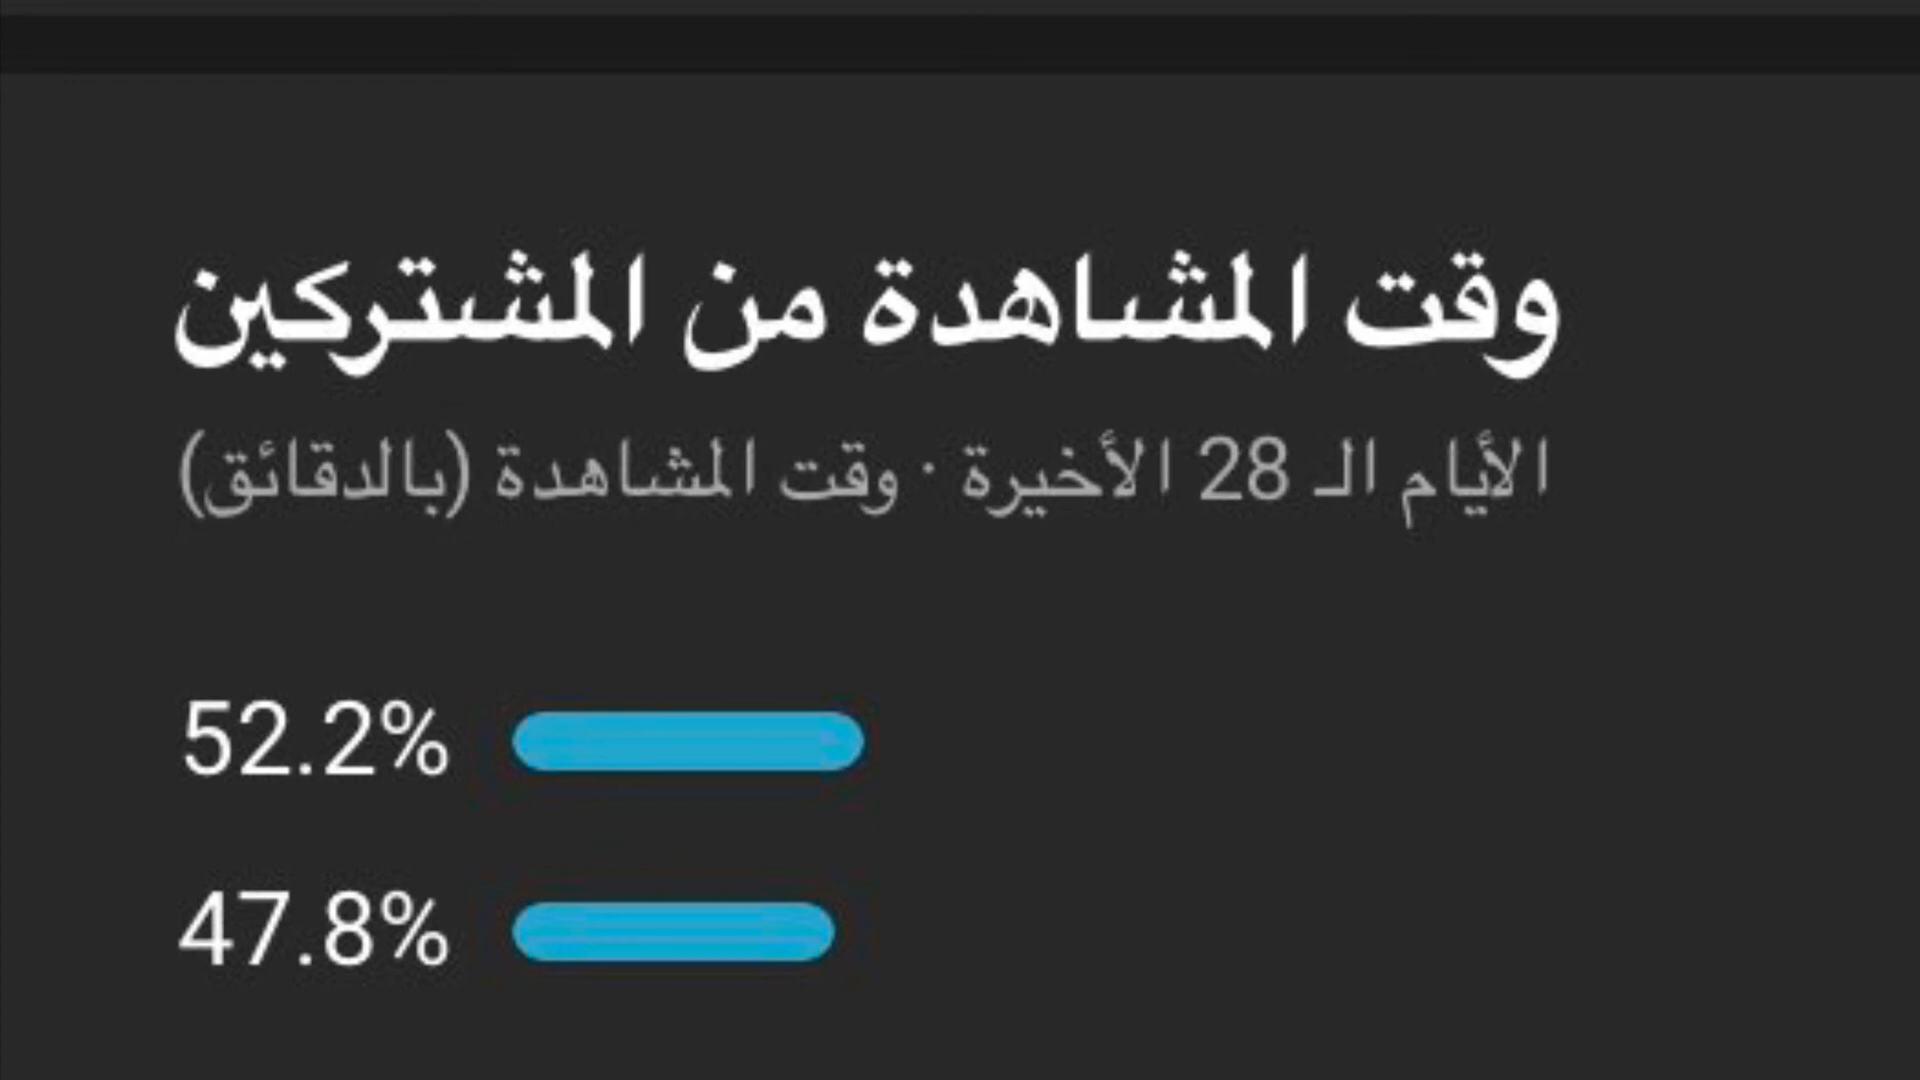 وقت المشاهدة من المشتركين
الأيام الـ 28 الأخيرة · وقت المشاهدة (بالدقائق)
52.2%
47.8%